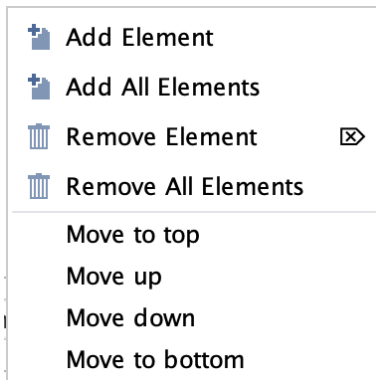 Add Element
Add All Elements
Remove Element ⌦
Remove All Elements
Move to top
Move up
Move down
Move to bottom